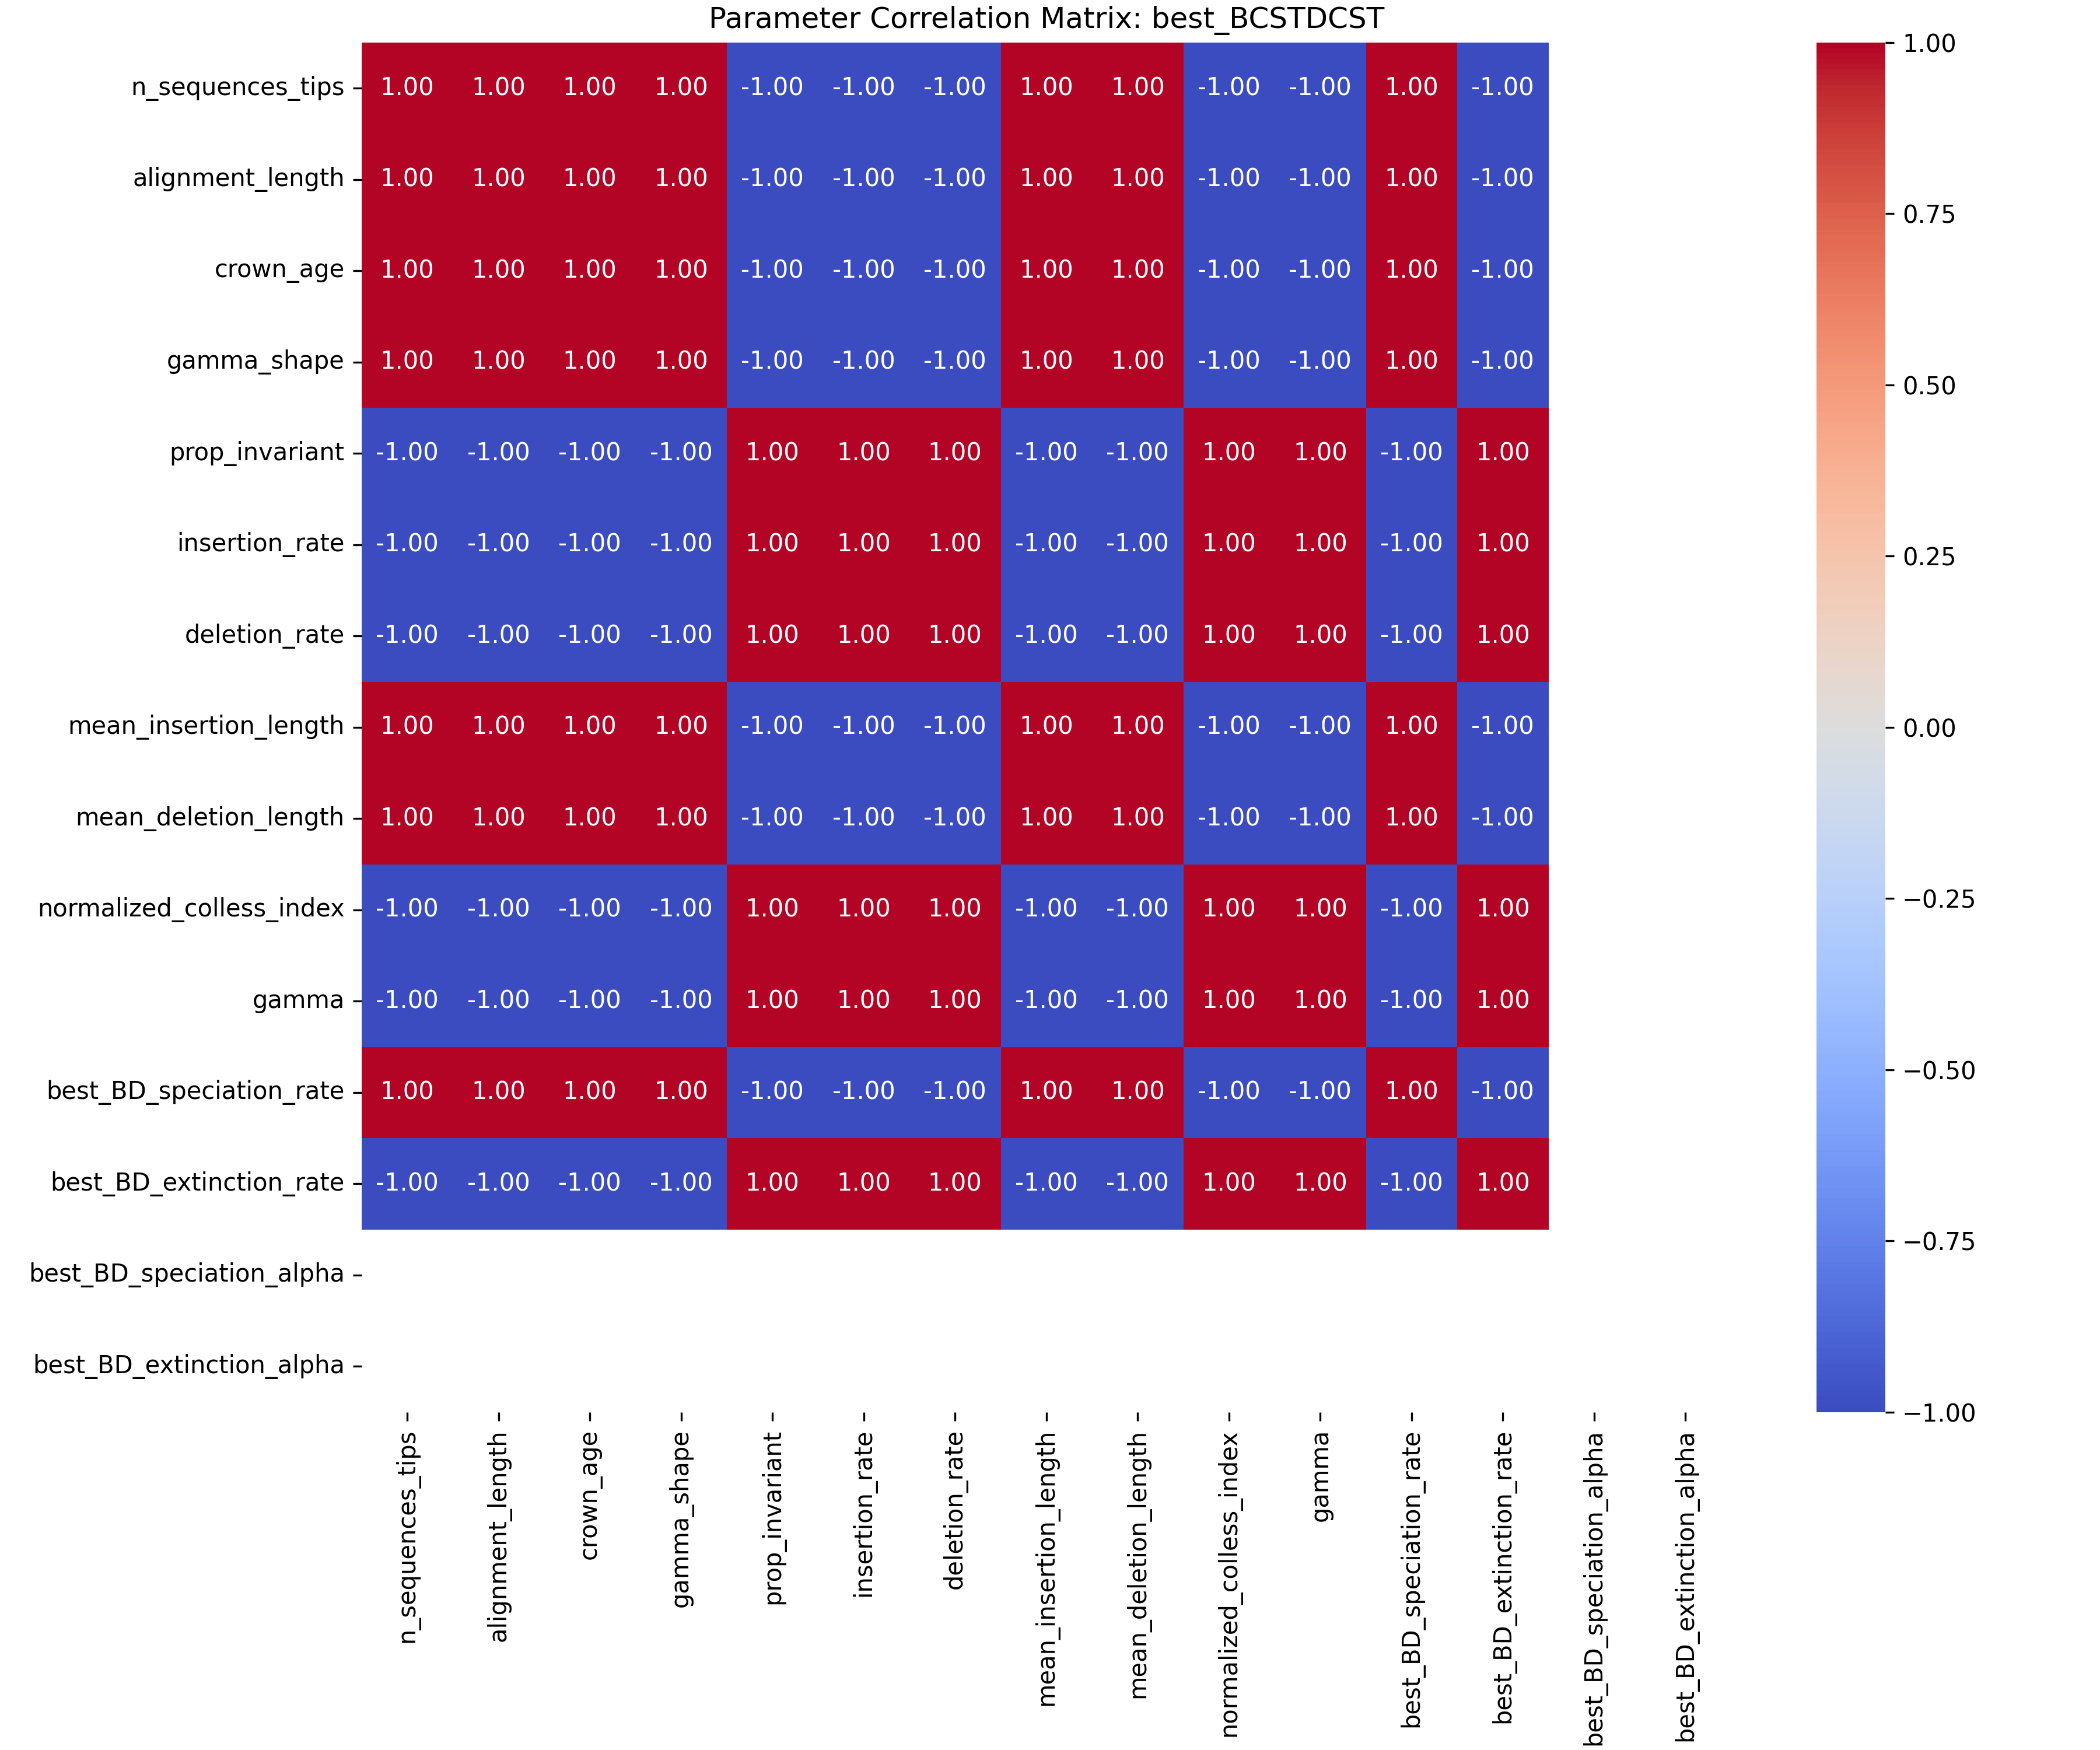 Parameter Correlation Matrix: best_BCSTDCST
n_sequences_tips 1.00 1.00 1.00 1.00 -1.00 -1.00 -1.00 1.00 1.00 -1.00 -1.00 1.00 -1.00
alignment_length 1.00 1.00 1.00 1.00 -1.00 -1.00 -1.00 1.00 1.00 -1.00 -1.00 1.00 -1.00
crown_age 1.00 1.00 1.00 1.00 -1.00 -1.00 -1.00 1.00 1.00 -1.00 -1.00 1.00 -1.00
gamma_shape 1.00 1.00 1.00 1.00 -1.00 -1.00 -1.00 1.00 1.00 -1.00 -1.00 1.00 -1.00
prop_invariant -1.00 -1.00 -1.00 -1.00 1.00 1.00 1.00 -1.00 -1.00 1.00 1.00 -1.00 1.00
insertion_rate -1.00 -1.00 -1.00 -1.00 1.00 1.00 1.00 -1.00 -1.00 1.00 1.00 -1.00 1.00
deletion_rate -1.00 -1.00 -1.00 -1.00 1.00 1.00 1.00 -1.00 -1.00 1.00 1.00 -1.00 1.00
mean_insertion_length 1.00 1.00 1.00 1.00 -1.00 -1.00 -1.00 1.00 1.00 -1.00 -1.00 1.00 -1.00
mean_deletion_length 1.00 1.00 1.00 1.00 -1.00 -1.00 -1.00 1.00 1.00 -1.00 -1.00 1.00 -1.00
normalized_colless_index -1.00 -1.00 -1.00 -1.00 1.00 1.00 1.00 -1.00 -1.00 1.00 1.00 -1.00 1.00
gamma -1.00 -1.00 -1.00 -1.00 1.00 1.00 1.00 -1.00 -1.00 1.00 1.00 -1.00 1.00
best_BD_speciation_rate 1.00 1.00 1.00 1.00 -1.00 -1.00 -1.00 1.00 1.00 -1.00 -1.00 1.00 -1.00
best_BD_extinction_rate -1.00 -1.00 -1.00 -1.00 1.00 1.00 1.00 -1.00 -1.00 1.00 1.00 -1.00 1.00
best_BD_speciation_alpha
best_BD_extinction_alpha
n_sequences_tips
alignment_length
crown_age
gamma_shape
prop_invariant
insertion_rate
deletion_rate
mean_insertion_length
mean_deletion_length
normalized_colless_index
gamma
best_BD_speciation_rate
best_BD_extinction_rate
best_BD_speciation_alpha
best_BD_extinction_alpha
1.00
0.75
0.50
0.25
0.00
−0.25
−0.50
−0.75
−1.00